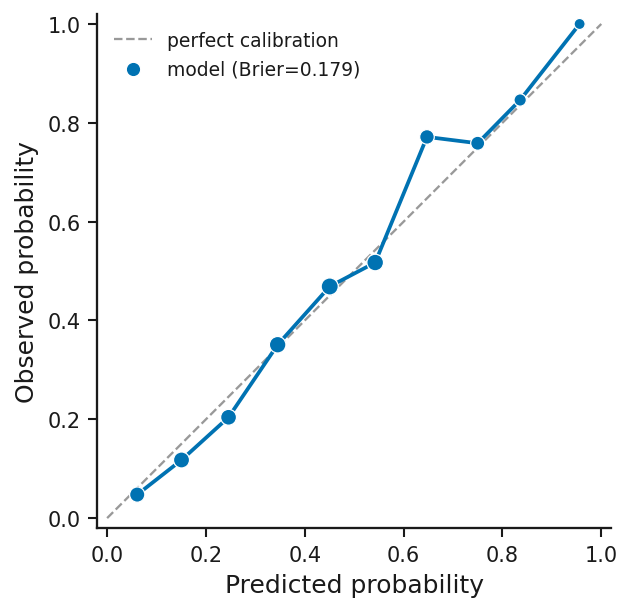 perfect calibration
model (Brier=0.179)
Observed probability
1.0
0.8
0.6
0.4
0.2
0.0
0.0 0.2 0.4 0.6 0.8 1.0
Predicted probability